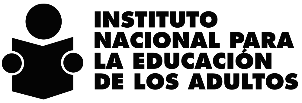 INSTITUTO
NACIONAL PARA
LA EDUCACIÓN
DE LOS ADULTOS